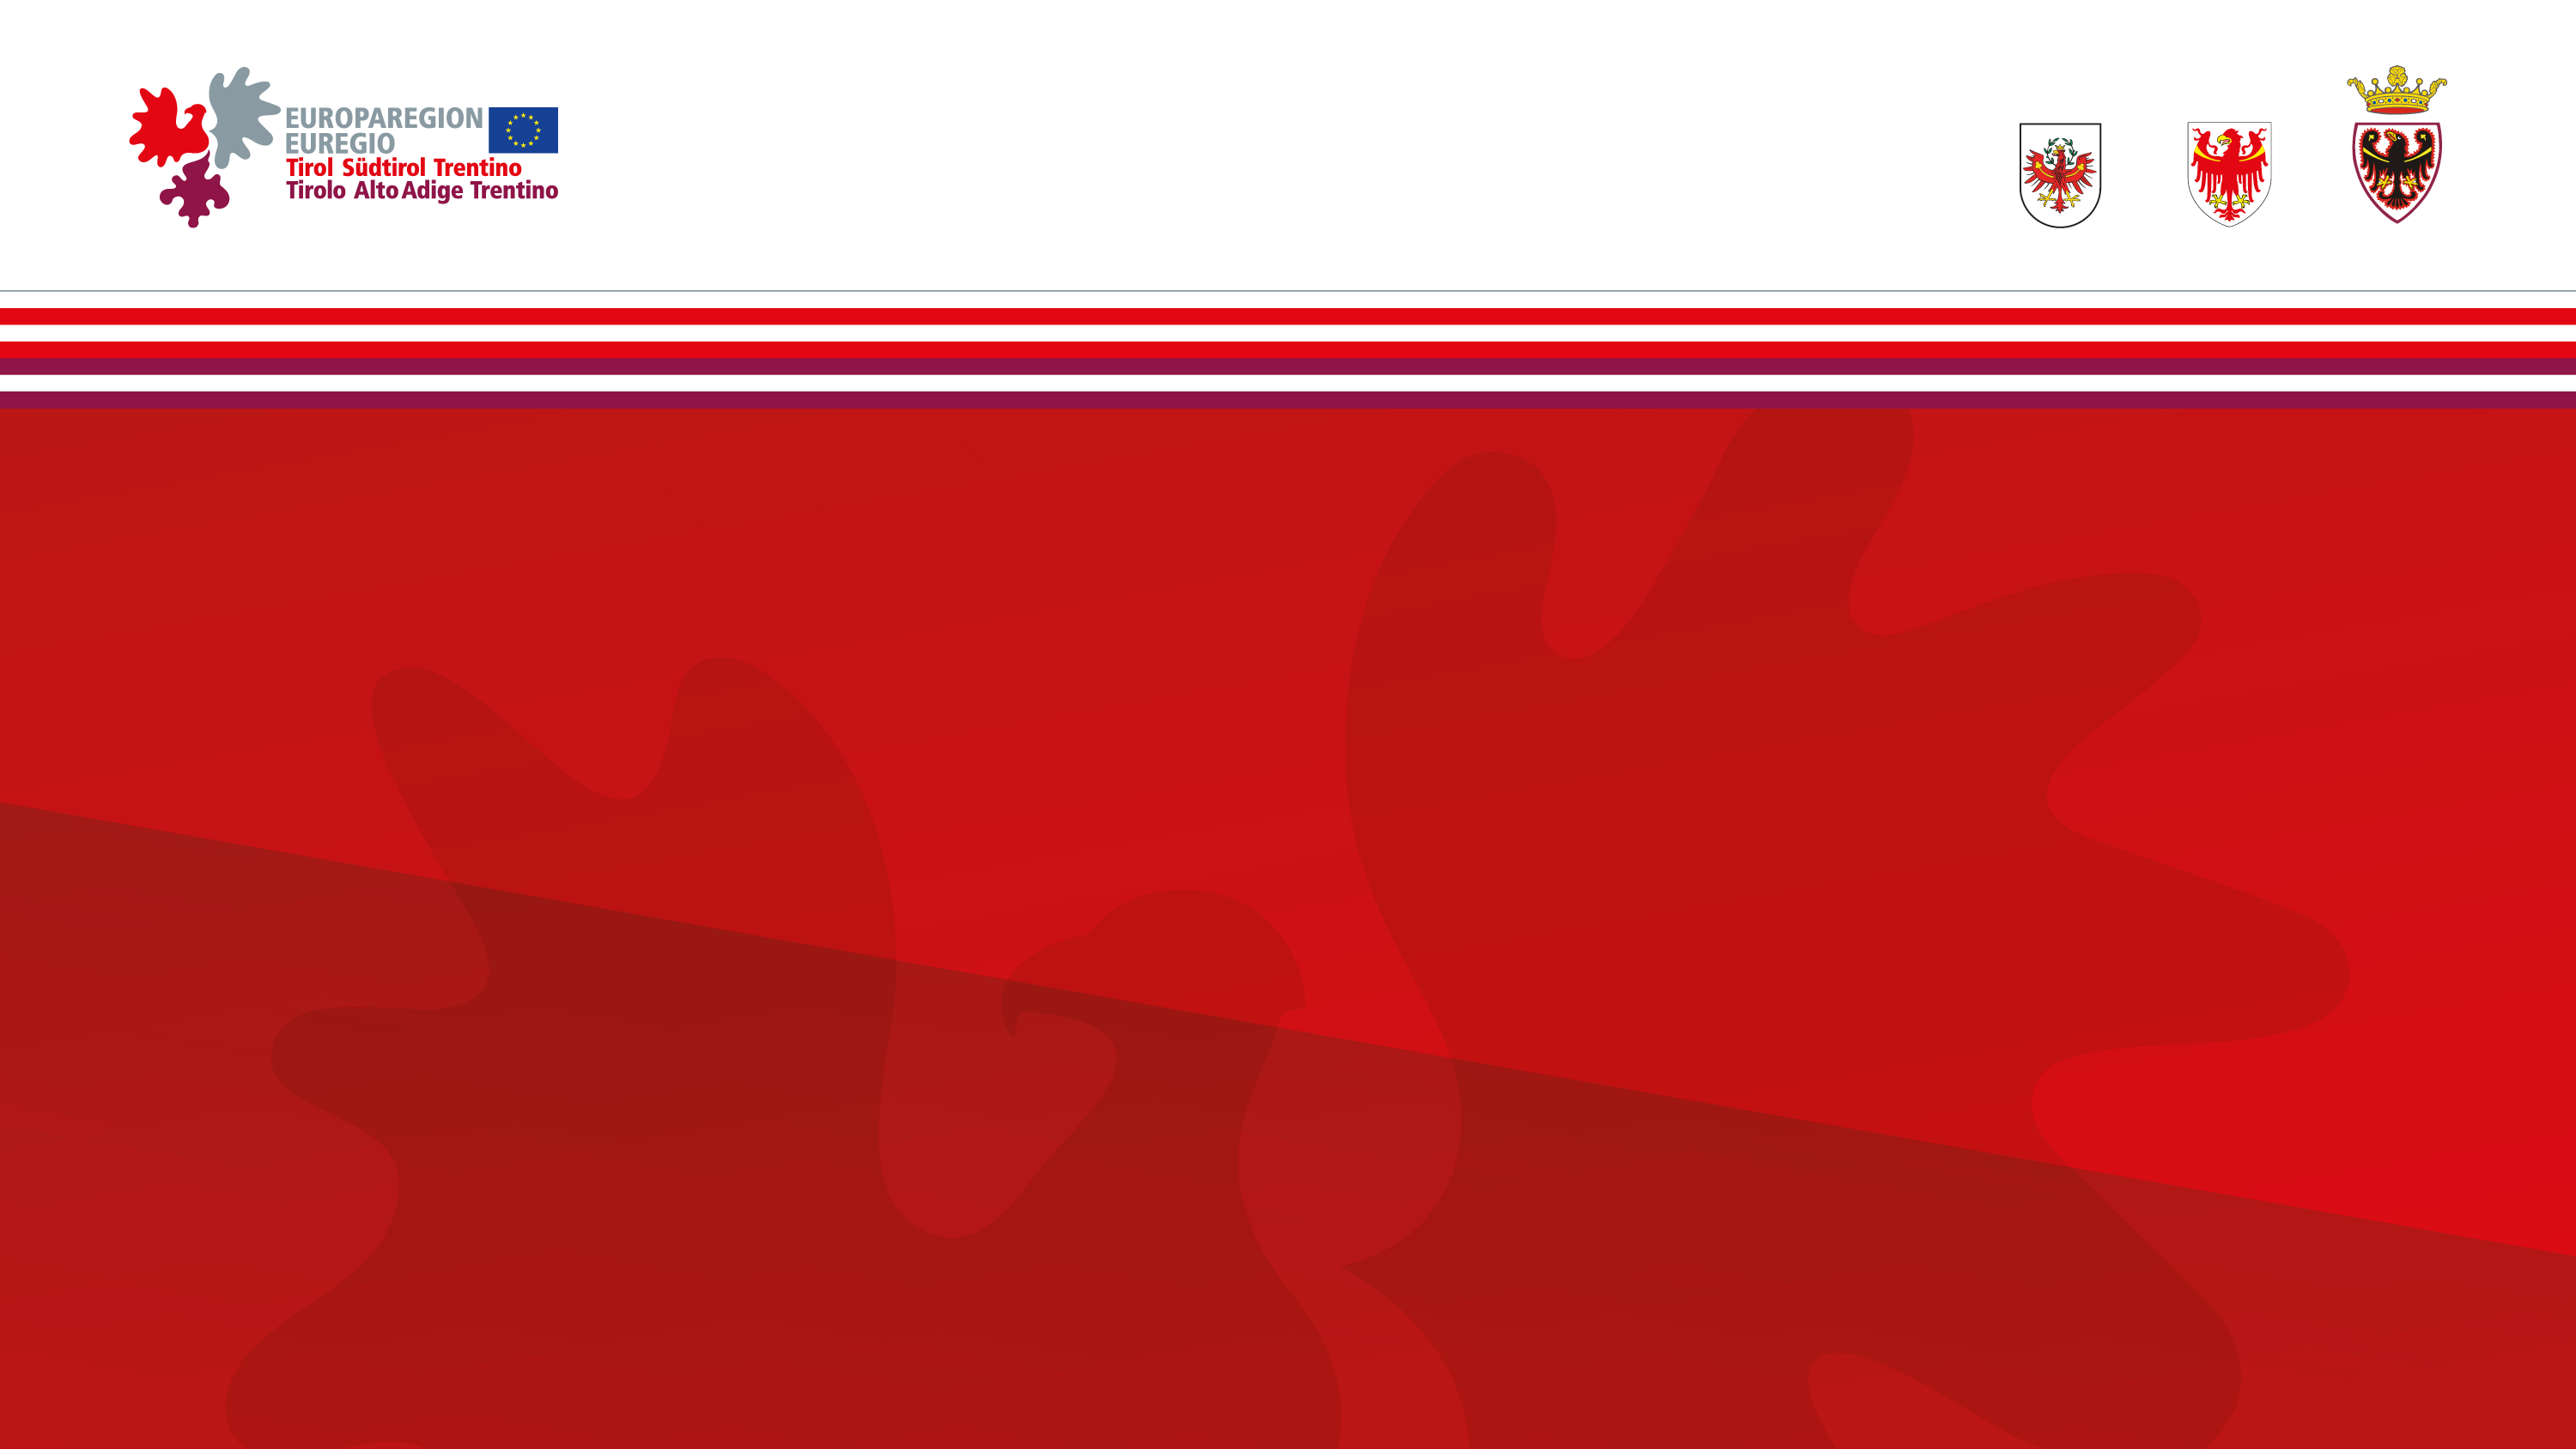 EUROPAREGION
EUREGIO
Tirol Südtirol Trentino
Tirolo Alto Adige Trentino